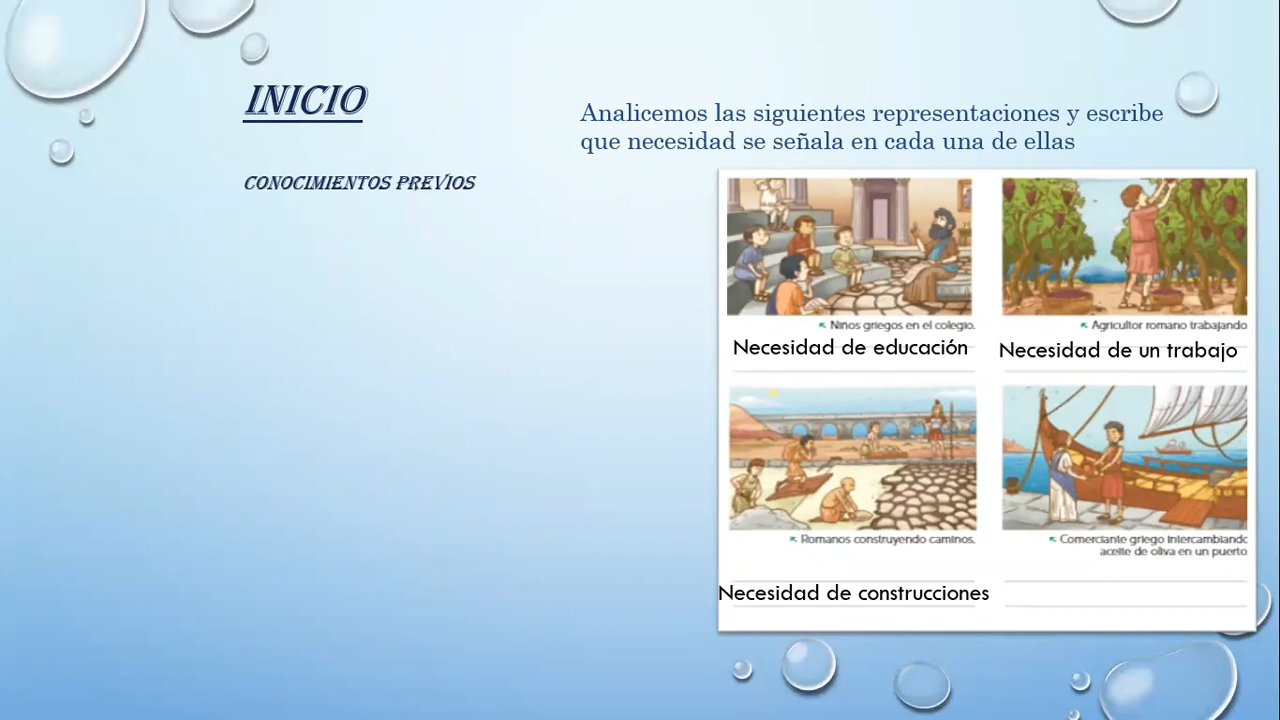 INICIO
CONOCIMIENTOS PREVIOS
Analicemos las siguientes representaciones y escribe
que necesidad se señala en cada una de ellas
Niños griegos en el colegio.
Necesidad de educación
Agricultor romano trabajando
Necesidad de un trabajo
Romanos construyendo caminos.
Necesidad de construcciones
Comerciante griego intercambiando
aceite de oliva en un puerto